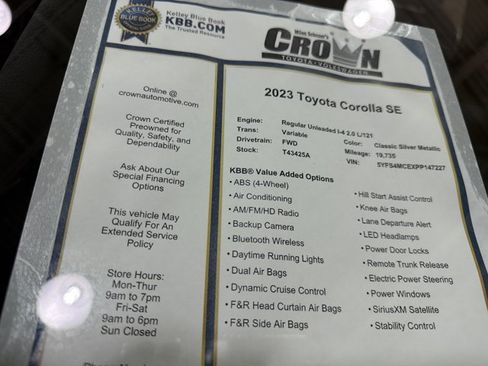 KELLEY
BLUE BOOK
Kelley Blue Book
KBB.COM
The Trusted Resource
Miles Johnson's
CROWN
TOYOTA • VOLKSWAGEN
Online @
crownautomotive.com
Crown Certified
Preowned for
Quality, Safety, and
Dependability
Ask About Our
Special Financing
Options
This vehicle May
Qualify For An
Extended Service
Policy
Store Hours:
Mon-Thur
9am to 7pm
Fri-Sat
9am to 6pm
Sun Closed
2023 Toyota Corolla SE
Engine: Regular Unleaded I-4 2.0 L/121
Trans: Variable Color: Classic Silver Metallic
Drivetrain: FWD Mileage: 19,735
Stock: T43425A VIN: 5YFS4MCEXPP147227
KBB® Value Added Options
• ABS (4-Wheel)
• Air Conditioning
• AM/FM/HD Radio
• Backup Camera
• Bluetooth Wireless
• Daytime Running Lights
• Dual Air Bags
• Dynamic Cruise Control
• F&R Head Curtain Air Bags
• F&R Side Air Bags
• Hill Start Assist Control
• Knee Air Bags
• Lane Departure Alert
• LED Headlamps
• Power Door Locks
• Remote Trunk Release
• Electric Power Steering
• Power Windows
• SiriusXM Satellite
• Stability Control